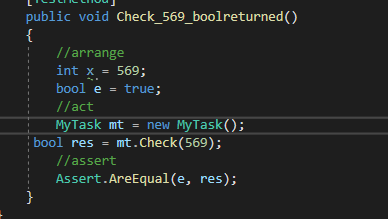 [TestMethod]
public void Check_569_boolreturned()
{
//arrange
int x = 569;
bool e = true;
//act
MyTask mt = new MyTask();
bool res = mt.Check(569);
//assert
Assert.AreEqual(e, res);
}
}